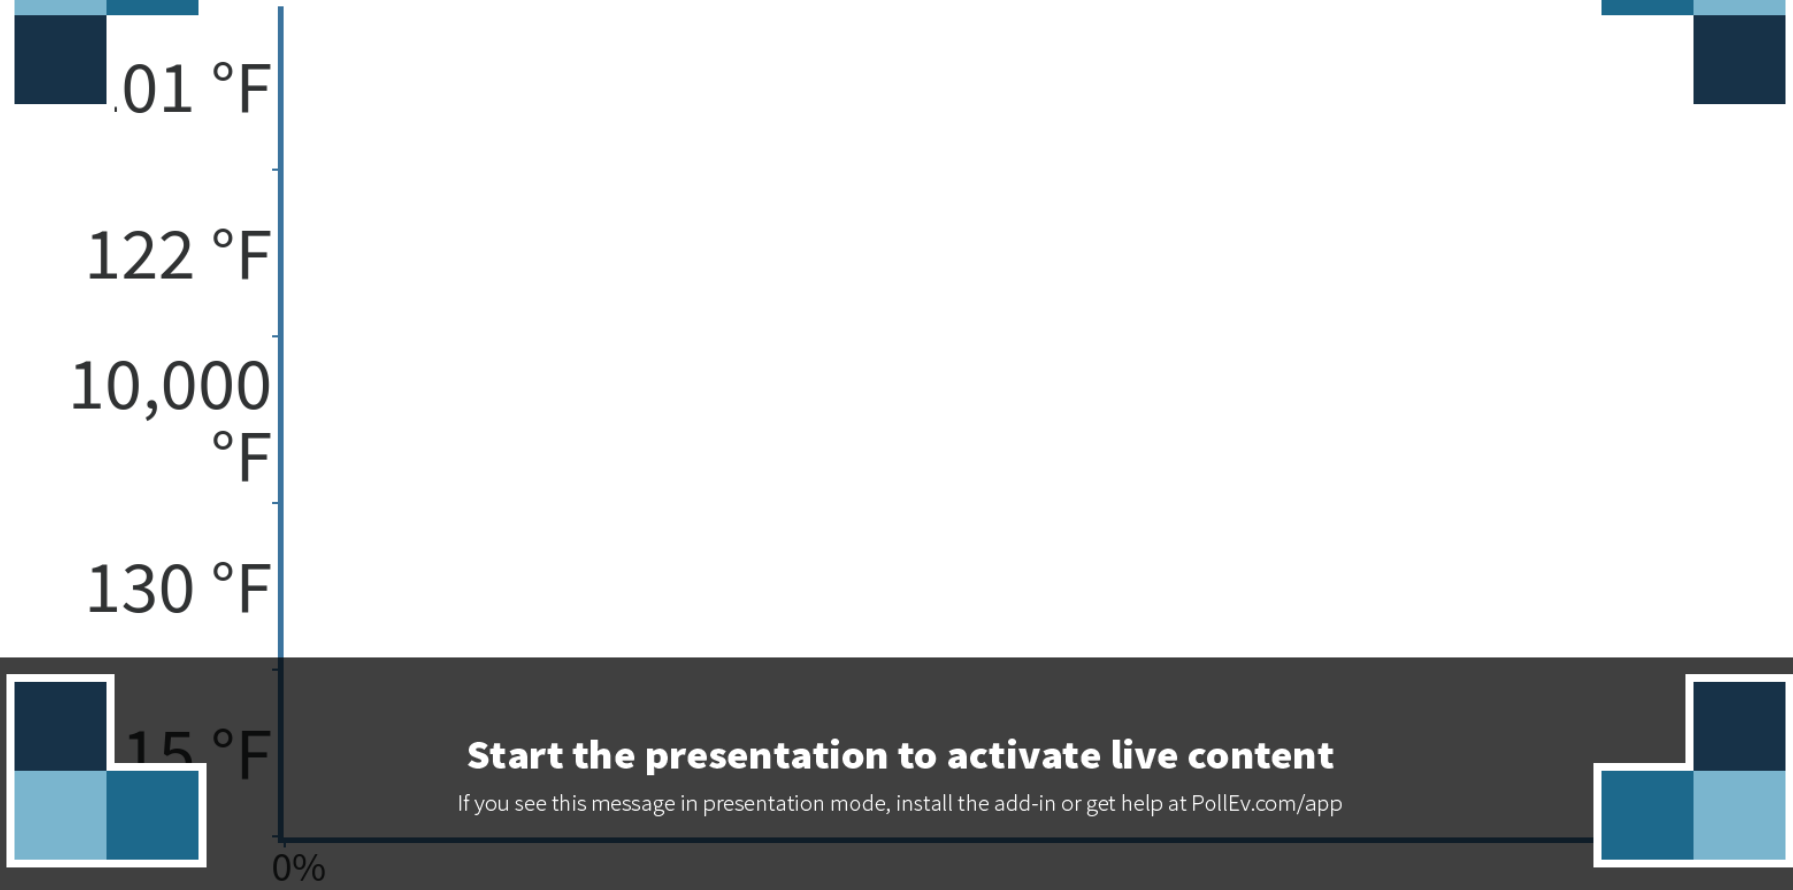 01 °F
122 °F
10,000
°F
130 °F
15 °F
Start the presentation to activate live content
If you see this message in presentation mode, install the add-in or get help at PollEv.com/app
0%